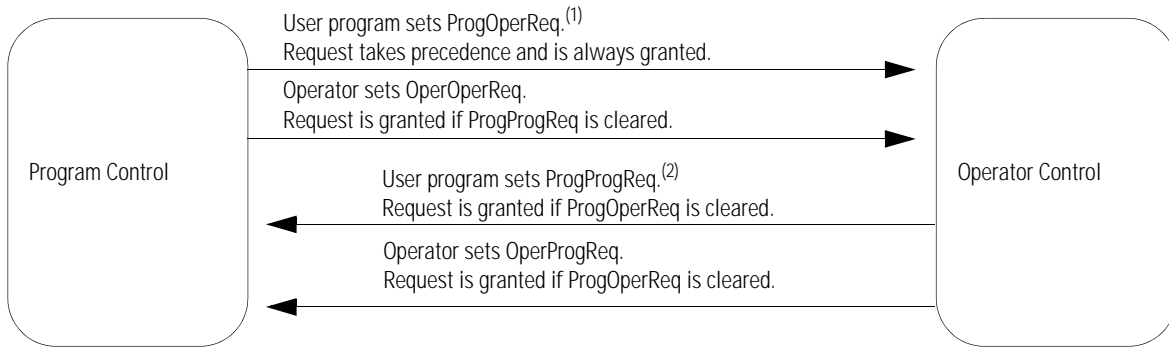 User program sets ProgOperReq.(1)
Request takes precedence and is always granted.
Operator sets OperOperReq.
Request is granted if ProgProgReq is cleared.
Program Control
Operator Control
User program sets ProgProgReq.(2)
Request is granted if ProgOperReq is cleared.
Operator sets OperProgReq.
Request is granted if ProgOperReq is cleared.